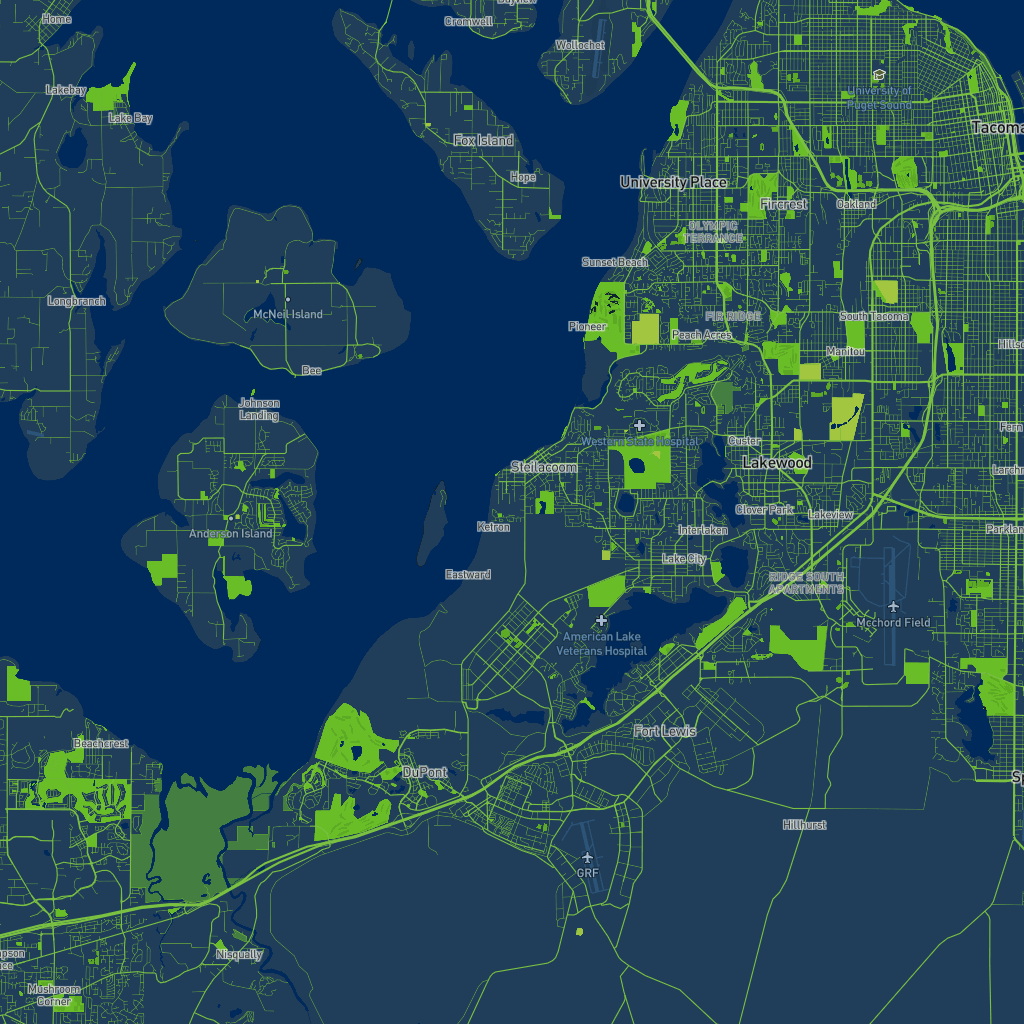 Home
Cromwell
Wollochet
University of
Puget Sound
Lakebay
Lake Bay
Fox Island
Tacoma
Hope
University Place
Fircrest
Oakland
OLYMPIC
TERRANCE
Sunset Beach
Longbranch
McNeil Island
Pioneer
FIR RIDGE
South Tacoma
Peach Acres
Manitou
Bee
Johnson
Landing
Western State Hospital
Custer
Fern
Steilacoom
Lakewood
Clover Park
Lakeview
Ketron
Interlaken
Anderson Island
Lake City
Eastward
RIDGE SOUTH
APARTMENTS
American Lake
Veterans Hospital
Mcchord Field
Fort Lewis
Beachcrest
DuPont
Hillhurst
GRF
Nisqually
Mushroom
Corner